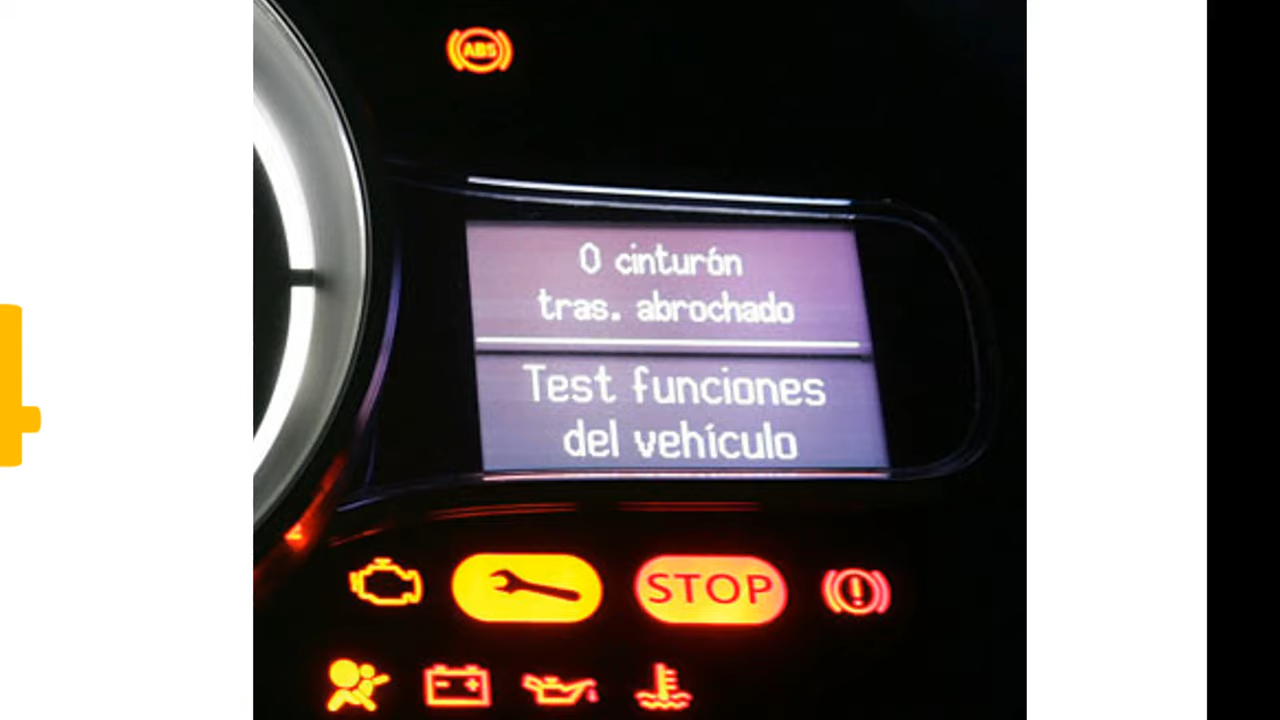 ABS
0 cinturón
tras. abrochado
Test funciones
del vehículo
STOP